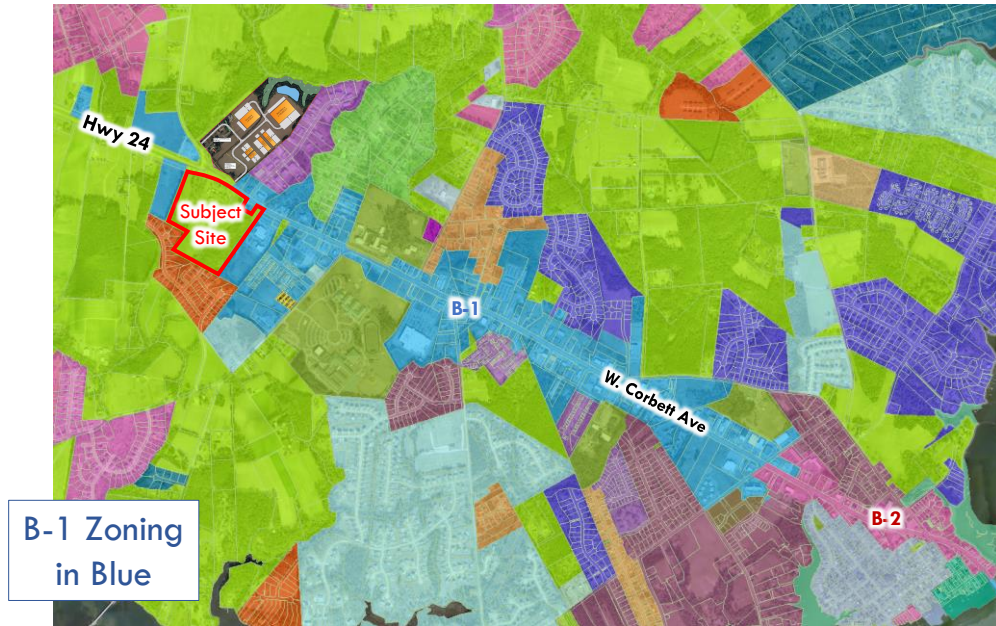 Hwy 24
Subject
Site
B-1
W. Corbett Ave
B-2
B-1 Zoning
in Blue